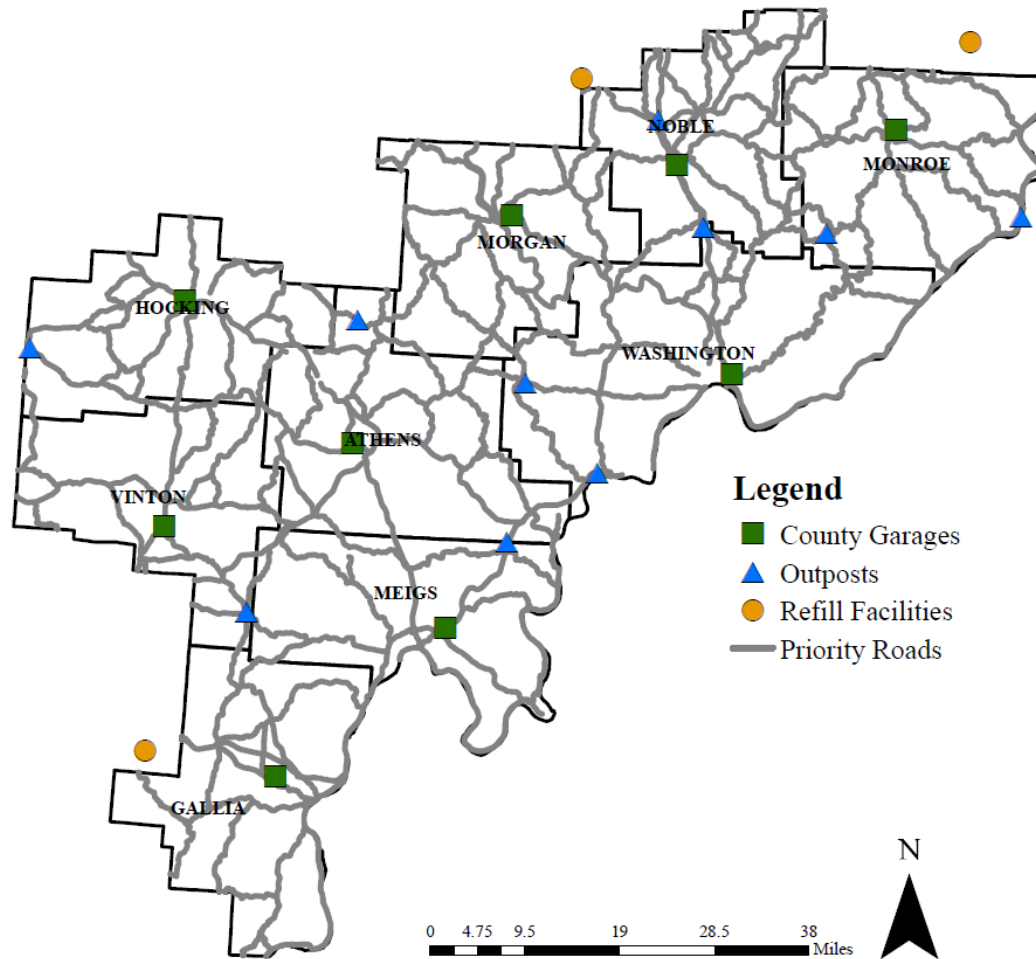 NOBLE
MONROE
MORGAN
HOCKING
WASHINGTON
ATHENS
VINTON
MEIGS
GALLIA
Legend
County Garages
Outposts
Refill Facilities
Priority Roads
N
0 4.75 9.5 19 28.5 38
Miles